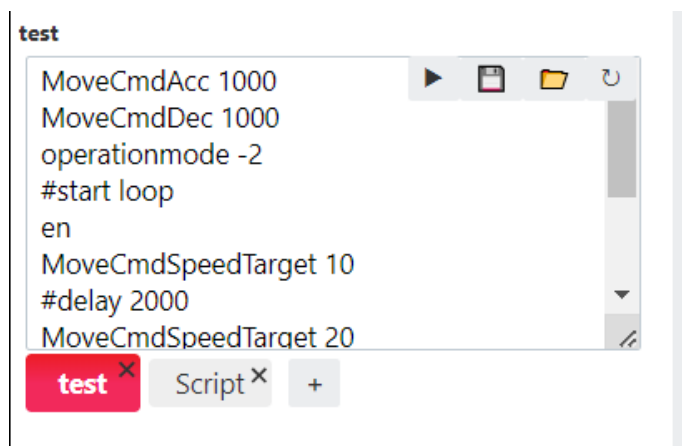 test
MoveCmdAcc 1000
MoveCmdDec 1000
operationmode -2
#start loop
en
MoveCmdSpeedTarget 10
#delay 2000
MoveCmdSpeedTarget 20
test
Script
+